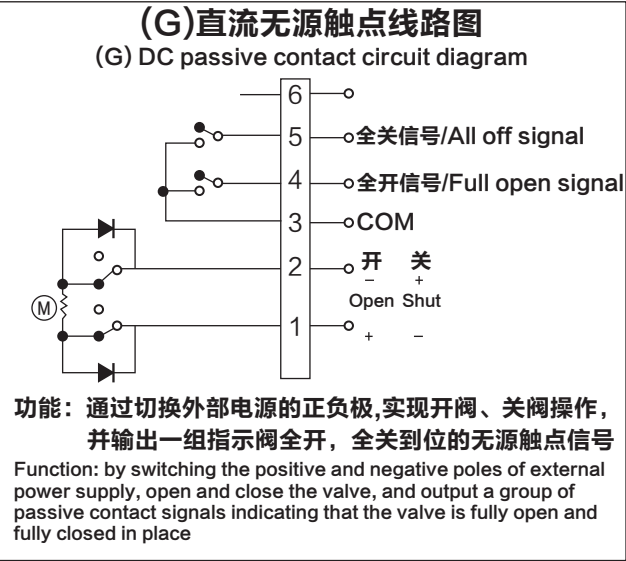 (G)直流无源触点线路图
(G) DC passive contact circuit diagram
6
5 全关信号/All off signal
4 全开信号/Full open signal
3 COM
2 开 关
− +
Open Shut
1
+ −
M
功能：通过切换外部电源的正负极,实现开阀、关阀操作，
并输出一组指示阀全开，全关到位的无源触点信号
Function: by switching the positive and negative poles of external
power supply, open and close the valve, and output a group of
passive contact signals indicating that the valve is fully open and
fully closed in place